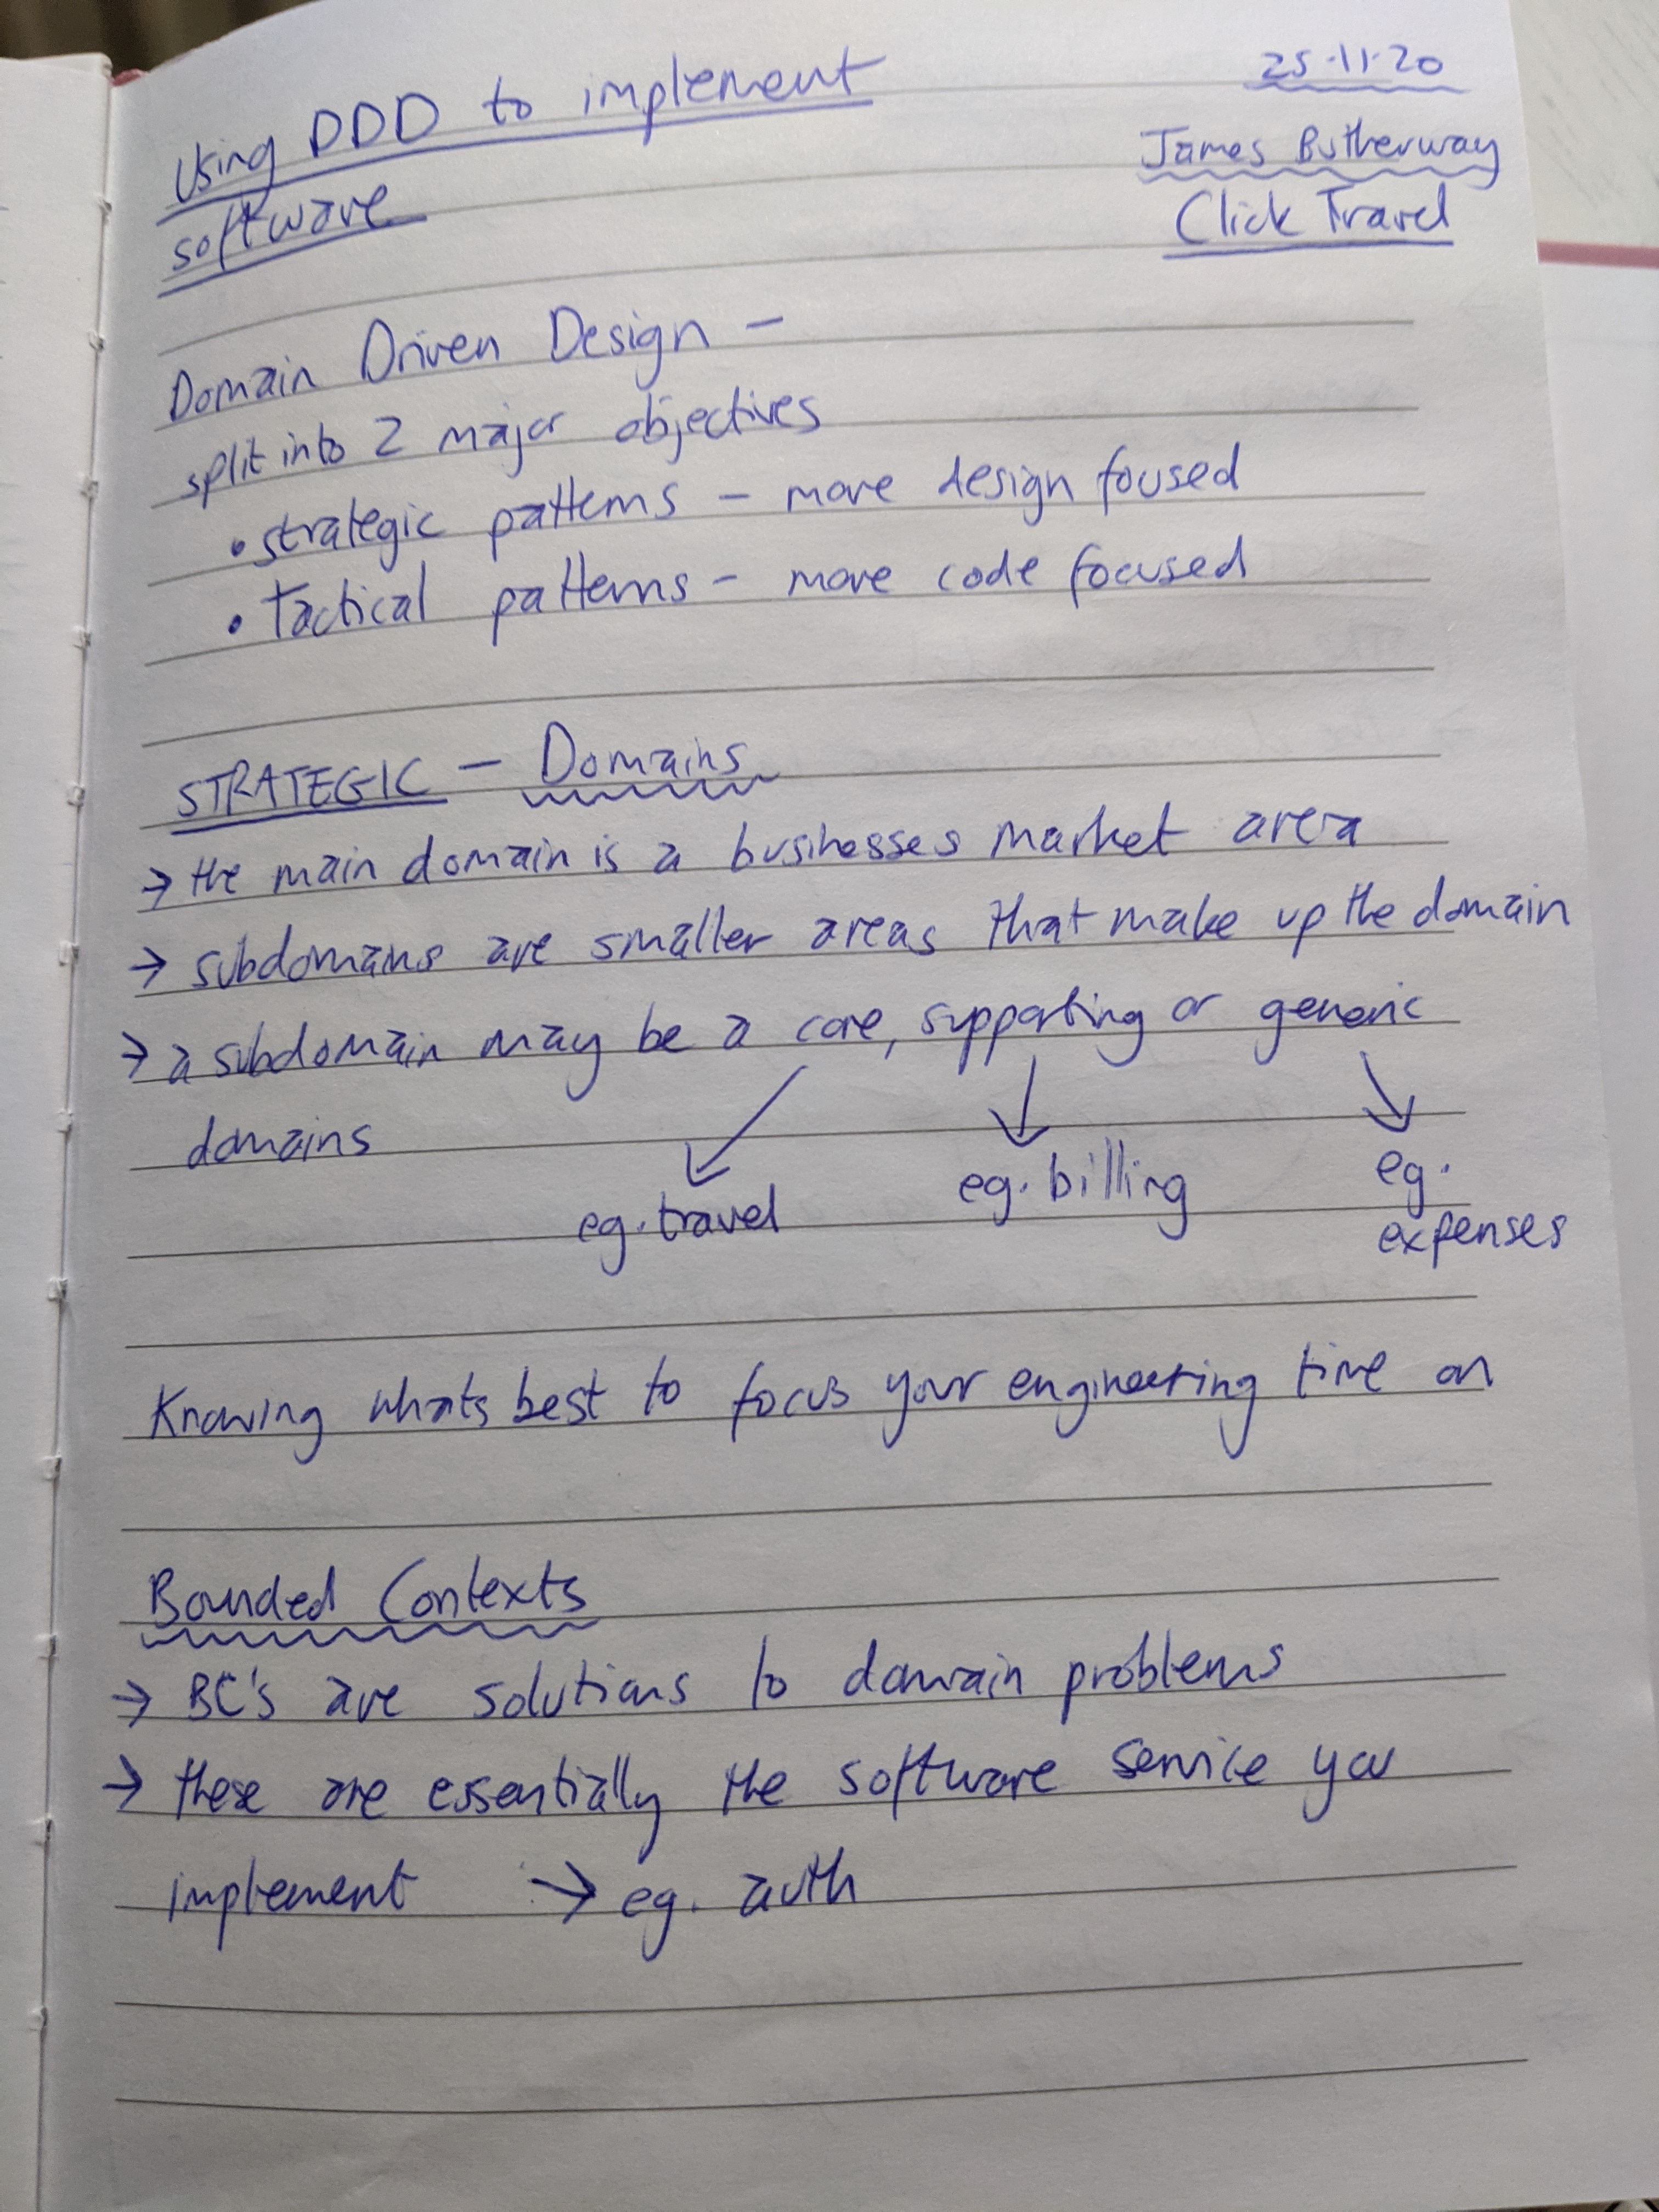 Using DDD to implement
software
25.11.20
James Butherway
Click Travel
Domain Driven Design –
split into 2 major objectives
• strategic patterns – more design foused
• Tactical patterns – more code focused
STRATEGIC – Domains
→ the main domain is a businesses market area
→ subdomains are smaller areas that make up the domain
→ a subdomain may be a core, supporting or generic
domains
eg. travel
eg. billing
eg.
expenses
Knowing whats best to focus your engineering time on
Bounded Contexts
→ BC's are solutions to domain problems
→ these are essentially the software service you
implement → eg. auth